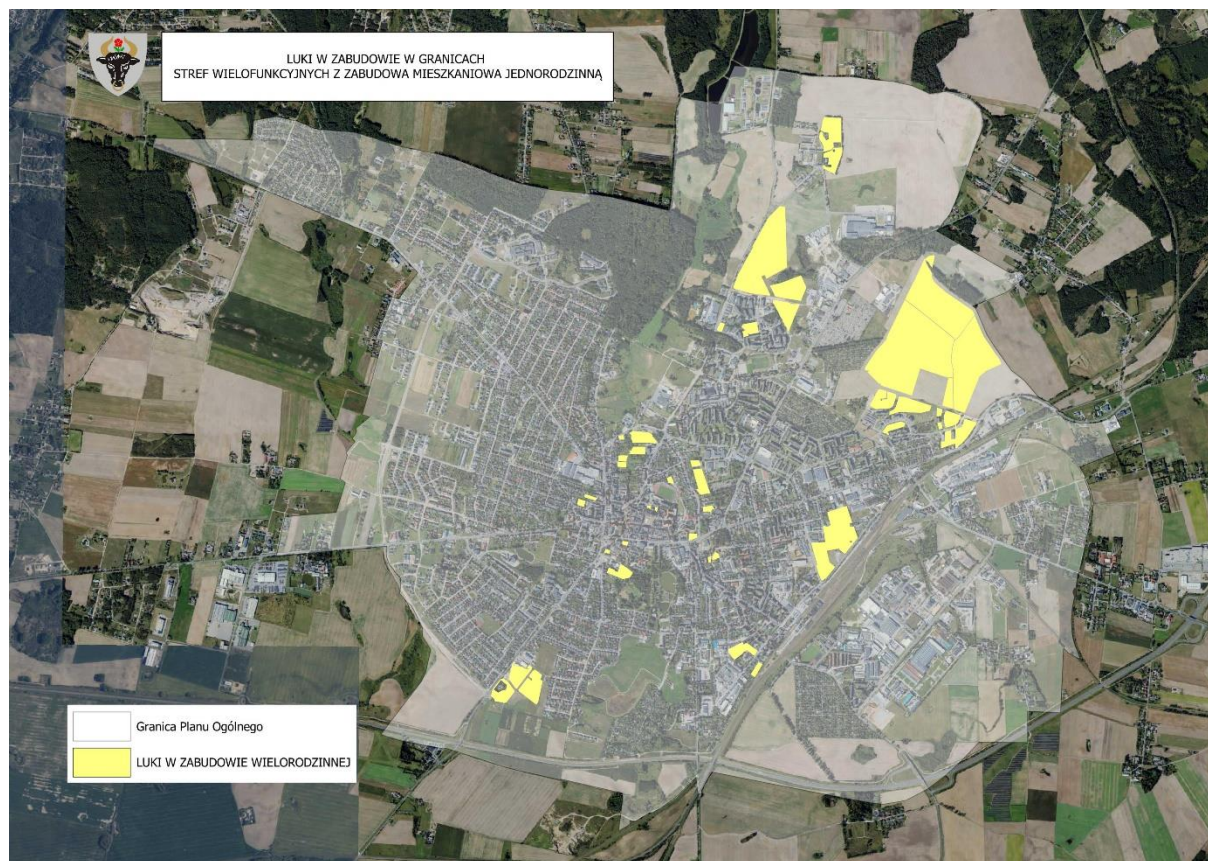 LUKI W ZABUDOWIE W GRANICACH
STREF WIELOFUNKCYJNYCH Z ZABUDOWA MIESZKANIOWA JEDNORODZINNĄ
Granica Planu Ogólnego
LUKI W ZABUDOWIE WIELORODZINNEJ